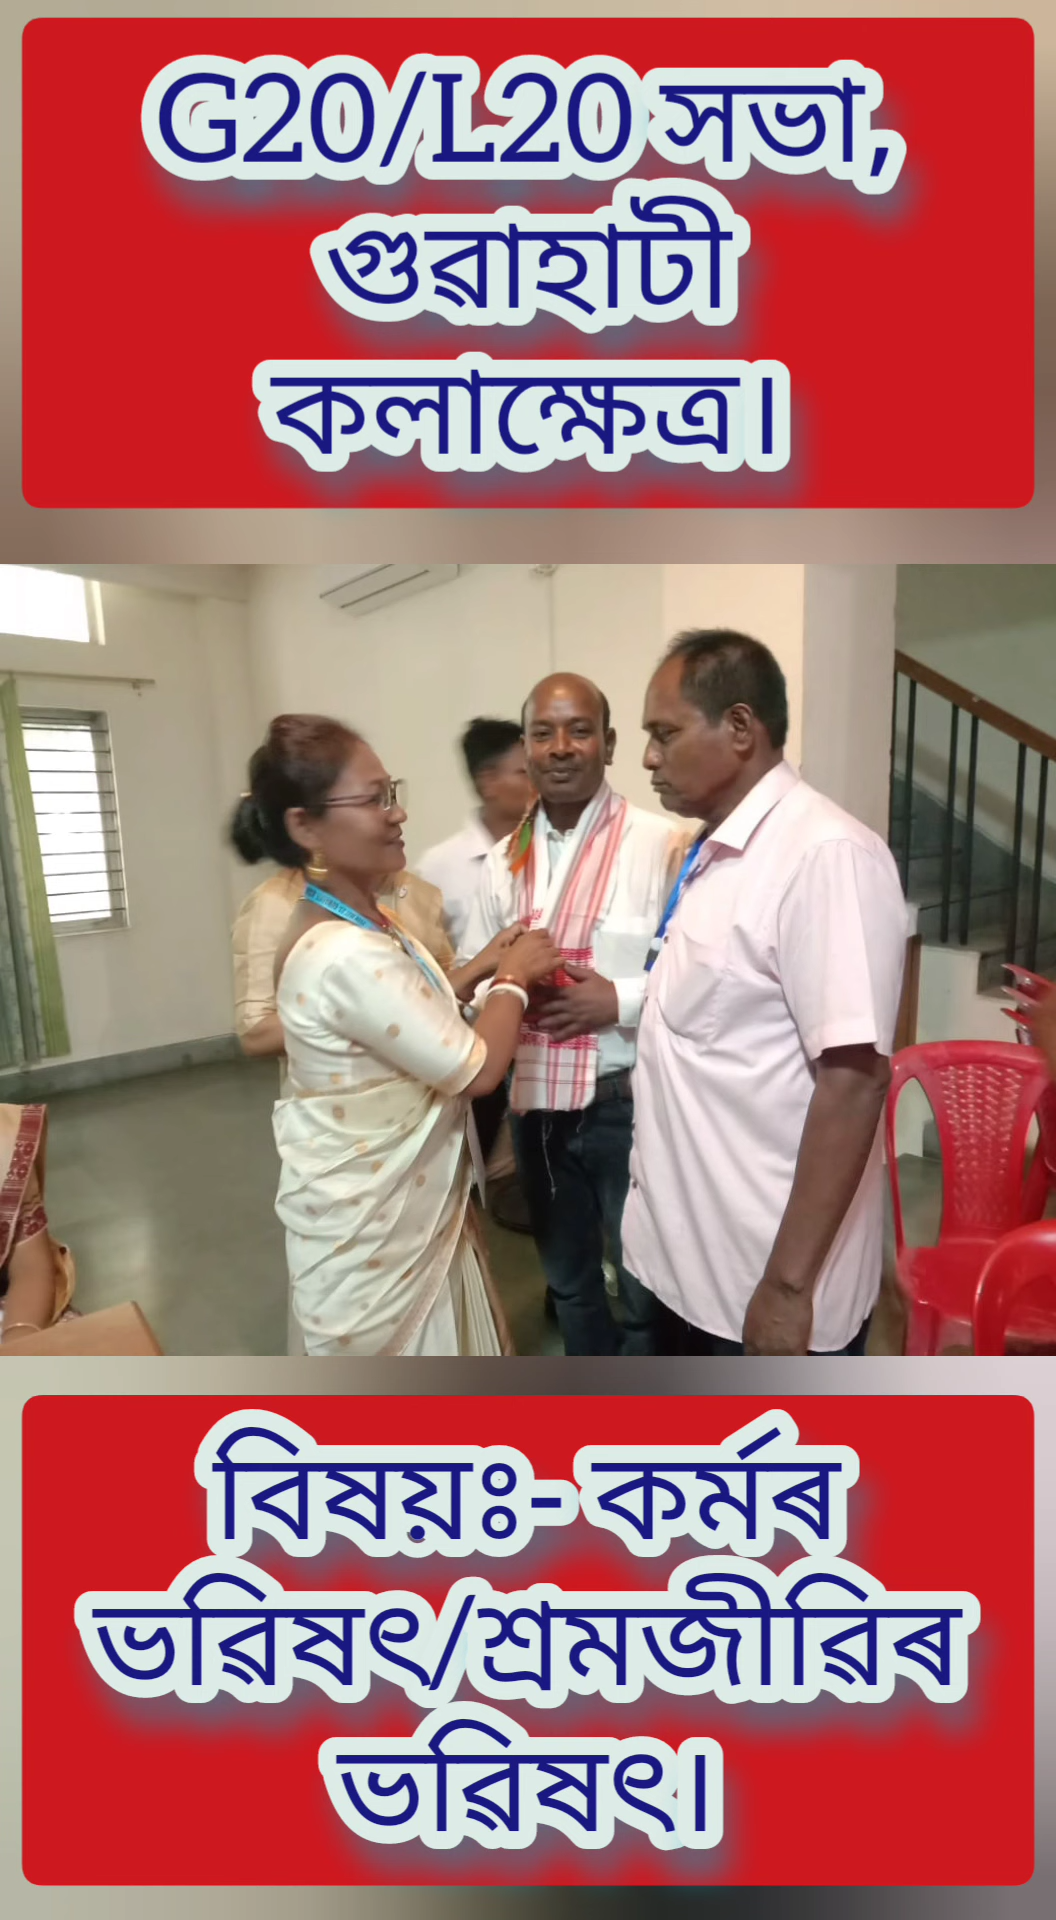 G20/L20 সভা,
গুৱাহাটী
কলাক্ষেত্ৰ।
বিষয়ঃ- কৰ্মৰ
ভৱিষৎ/শ্ৰমজীৱিৰ
ভৱিষৎ।